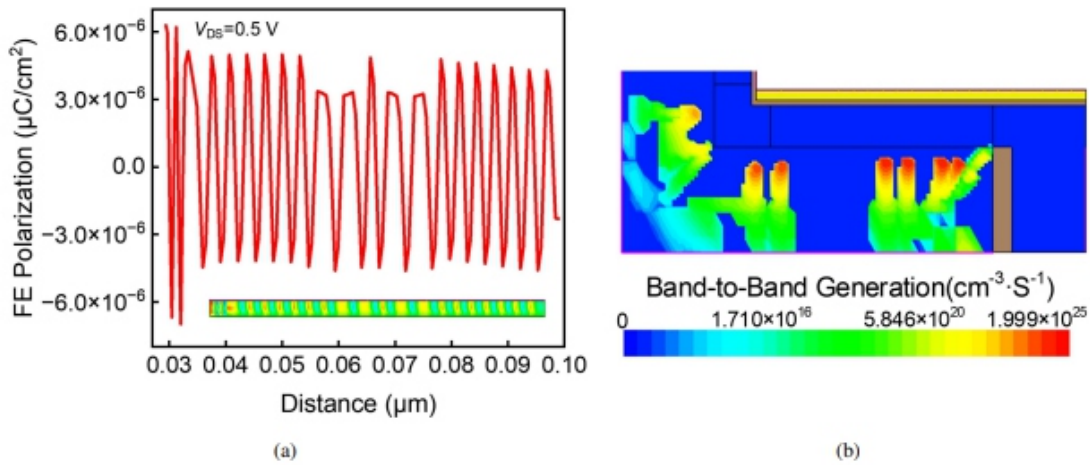 V_DS=0.5 V
FE Polarization (μC/cm²)
6.0×10⁻⁶
3.0×10⁻⁶
0.0
−3.0×10⁻⁶
−6.0×10⁻⁶
0.03 0.04 0.05 0.06 0.07 0.08 0.09 0.10
Distance (μm)
(a)
Band-to-Band Generation(cm⁻³·S⁻¹)
0 1.710×10¹⁶ 5.846×10²⁰ 1.999×10²⁵
(b)